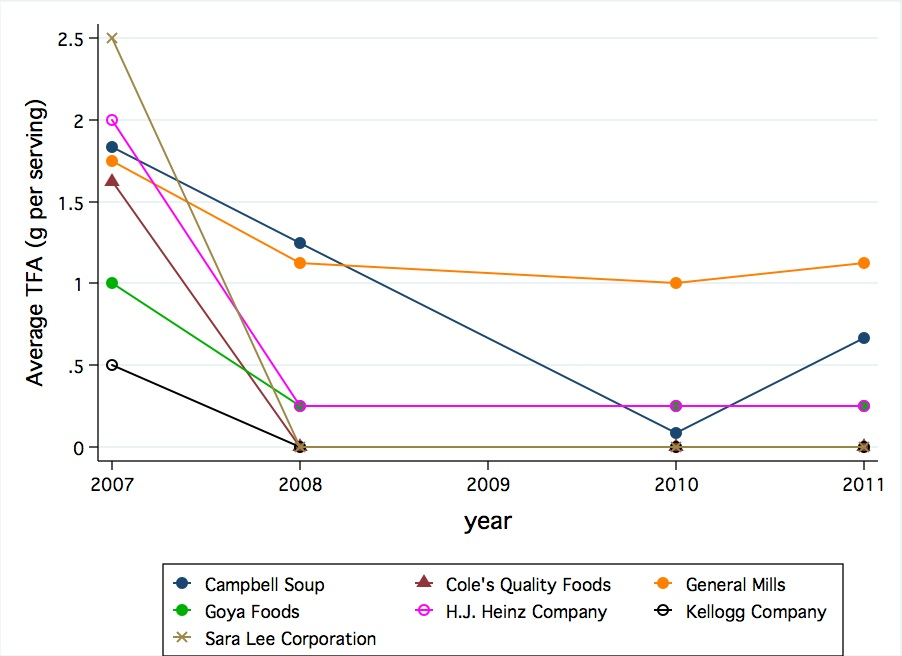 2.5
2
1.5
1
.5
0
Average TFA (g per serving)
2007 2008 2009 2010 2011
year
Campbell Soup Cole's Quality Foods General Mills
Goya Foods H.J. Heinz Company Kellogg Company
Sara Lee Corporation